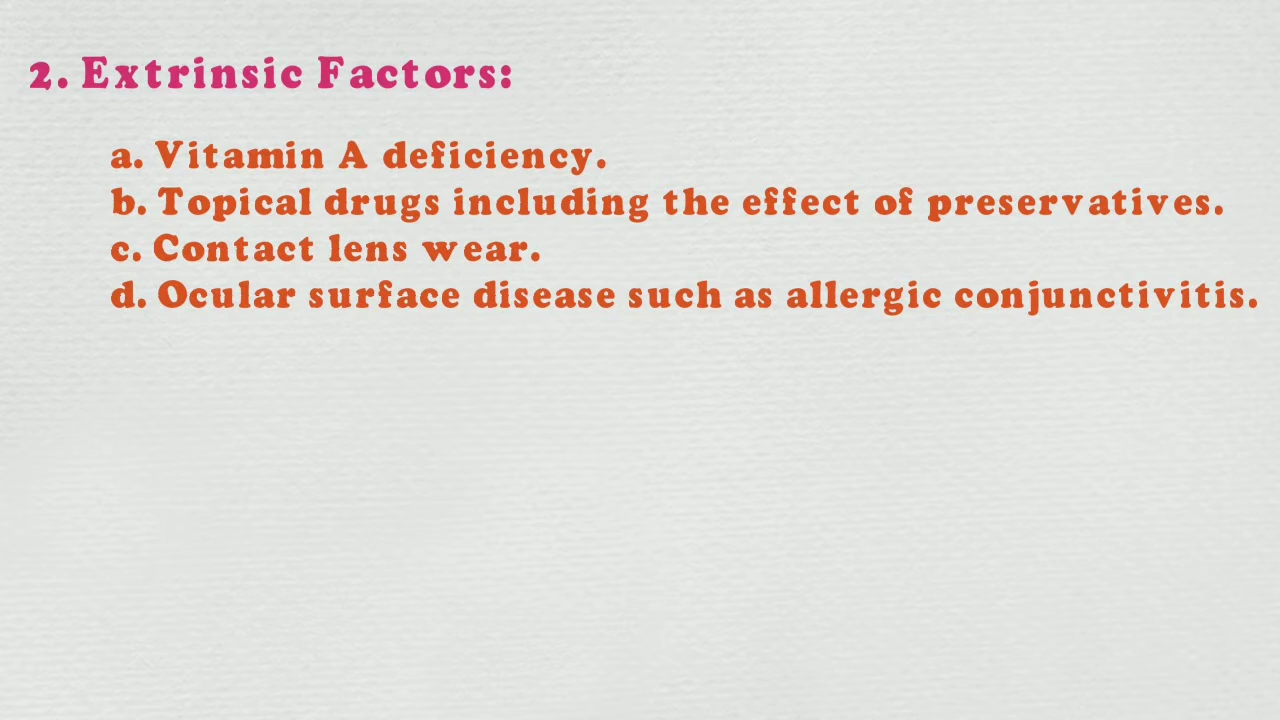 2. Extrinsic Factors:
a. Vitamin A deficiency.
b. Topical drugs including the effect of preservatives.
c. Contact lens wear.
d. Ocular surface disease such as allergic conjunctivitis.